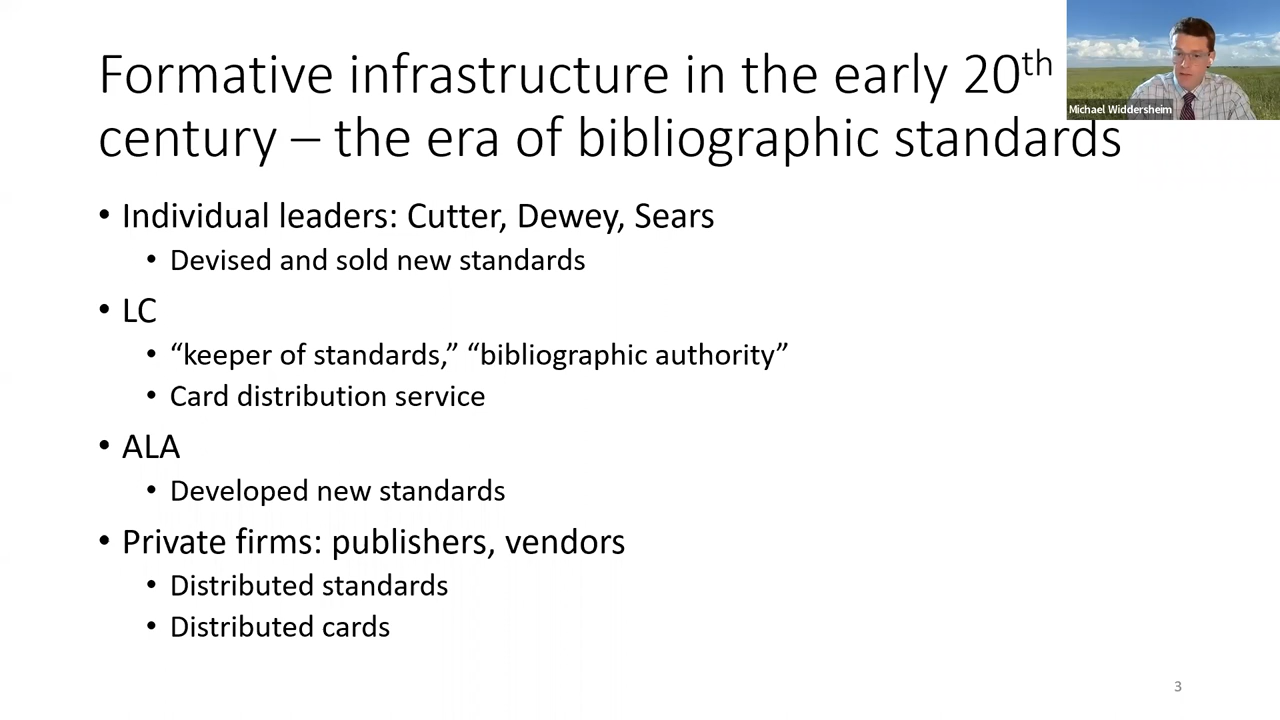 Formative infrastructure in the early 20th
century – the era of bibliographic standards
Michael Widdersheim
• Individual leaders: Cutter, Dewey, Sears
• Devised and sold new standards
• LC
• “keeper of standards,” “bibliographic authority”
• Card distribution service
• ALA
• Developed new standards
• Private firms: publishers, vendors
• Distributed standards
• Distributed cards
3